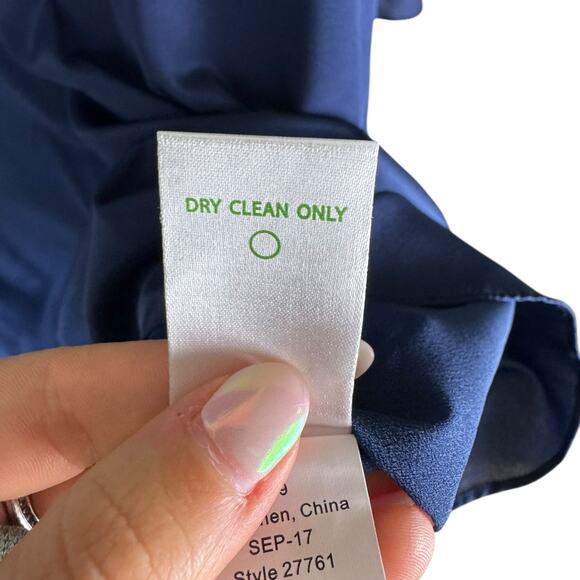 DRY CLEAN ONLY
China
SEP-17
Style 27761